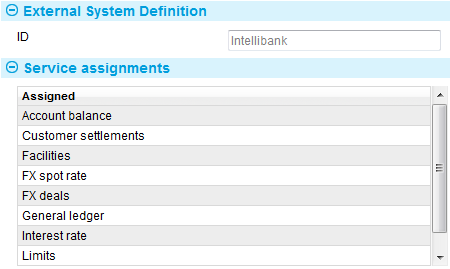 External System Definition
ID Intellibank
Service assignments
Assigned
Account balance
Customer settlements
Facilities
FX spot rate
FX deals
General ledger
Interest rate
Limits